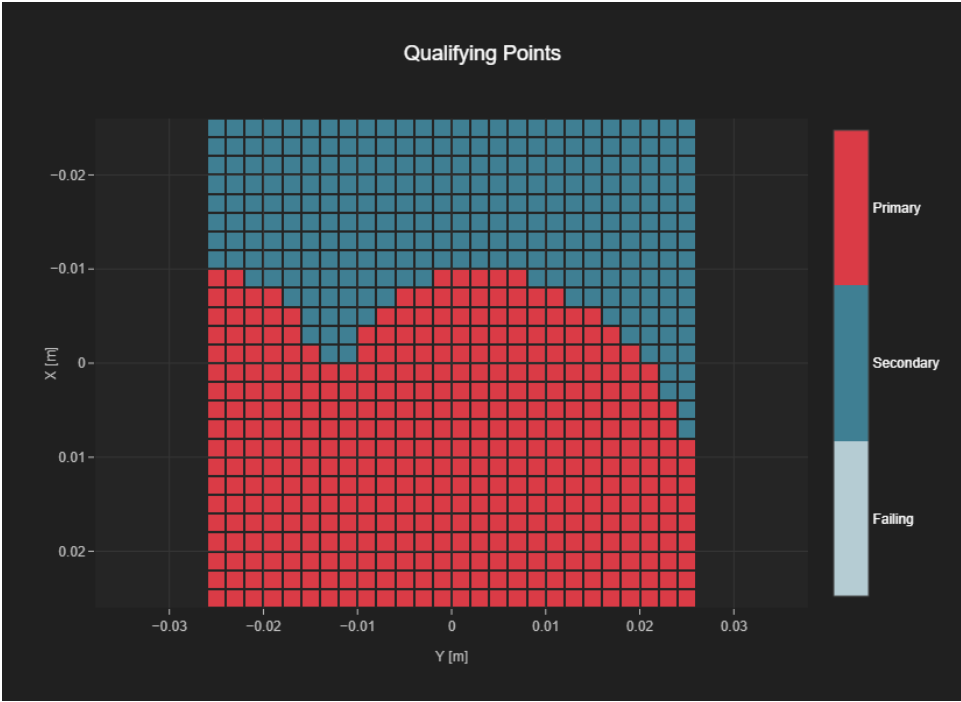 Qualifying Points
−0.02
−0.01
0
0.01
0.02
X [m]
−0.03
−0.02
−0.01
0
0.01
0.02
0.03
Y [m]
Primary
Secondary
Failing